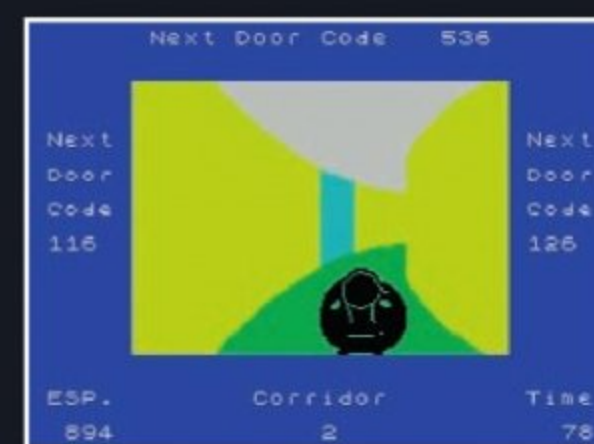 Next Door Code 536
Next
Door
Code
116
Next
Door
Code
126
ESP. Corridor Time
894 2 78